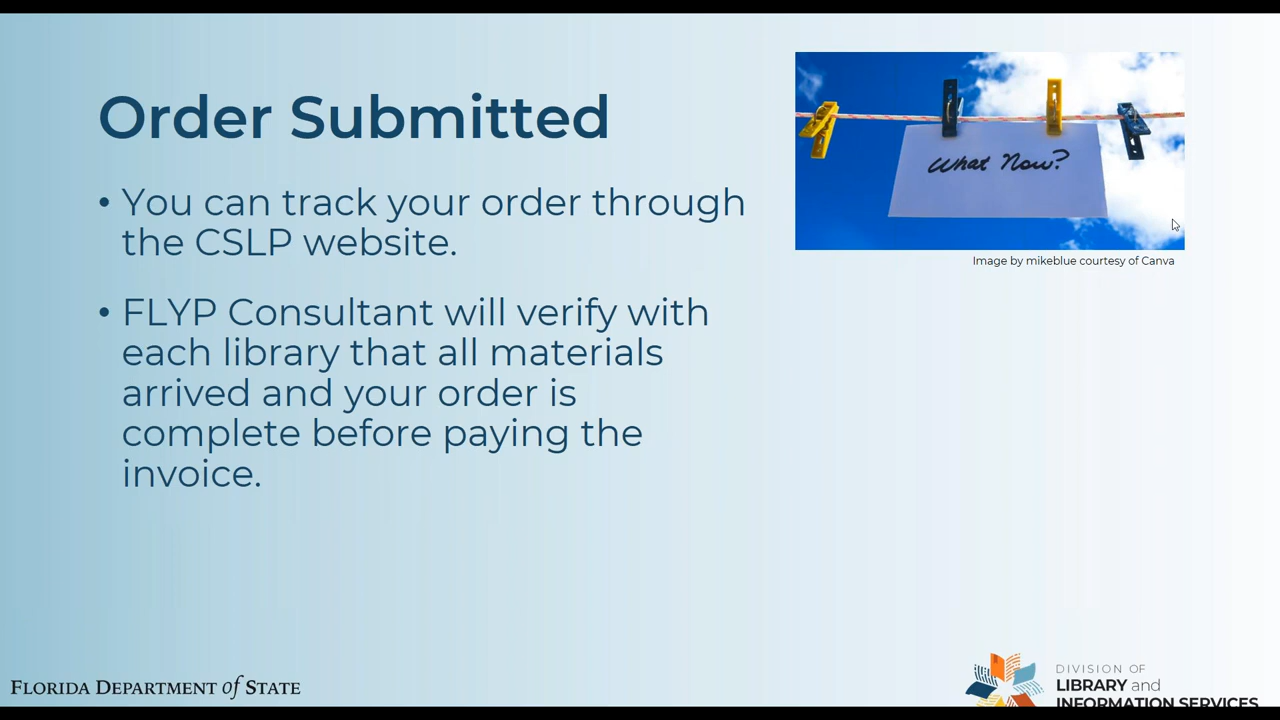 Order Submitted
• You can track your order through
the CSLP website.
• FLYP Consultant will verify with
each library that all materials
arrived and your order is
complete before paying the
invoice.
What Now?
Image by mikeblue courtesy of Canva
FLORIDA DEPARTMENT of STATE
DIVISION OF
LIBRARY and
INFORMATION SERVICES